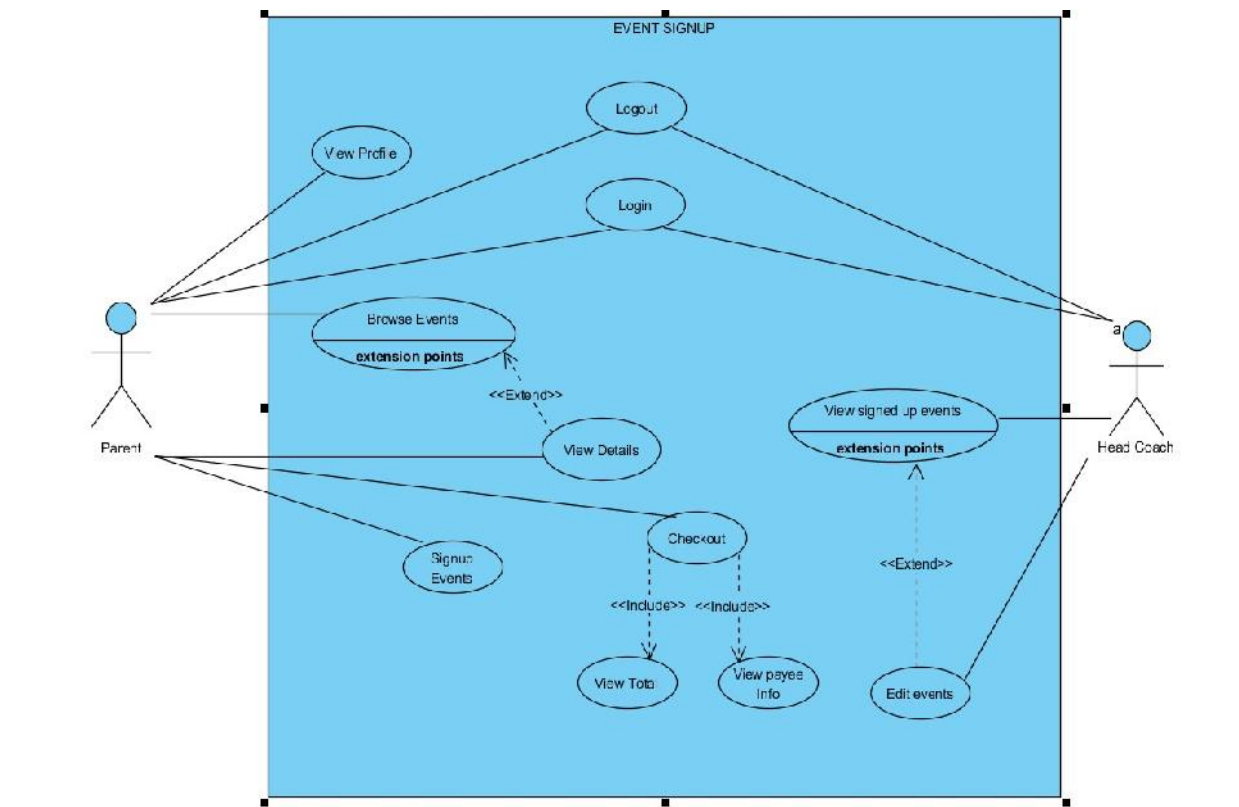 EVENT SIGNUP
Logout
View Profile
Login
Browse Events
extension points
<<Extend>>
View signed up events
extension points
a
Parent
View Details
Head Coach
Checkout
Signup
Events
<<Extend>>
<<Include>>
<<Include>>
View Total
View payee
Info
Edit events